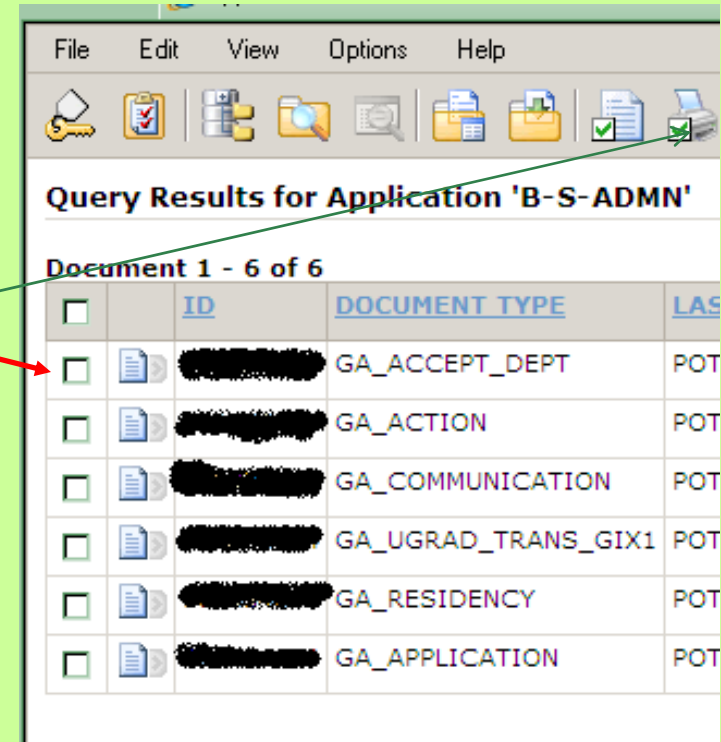 File Edit View Options Help
Query Results for Application 'B-S-ADMN'
Document 1 - 6 of 6
ID DOCUMENT TYPE LAS
GA_ACCEPT_DEPT POT
GA_ACTION POT
GA_COMMUNICATION POT
GA_UGRAD_TRANS_GIX1 POT
GA_RESIDENCY POT
GA_APPLICATION POT